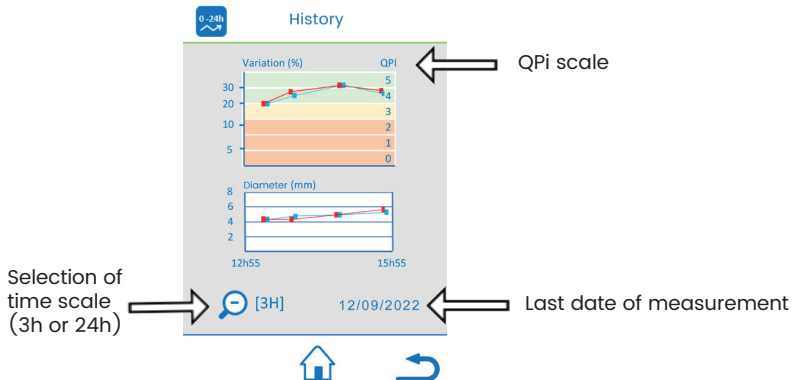 0 -24h
History
Variation (%)
QPI
QPi scale
30
20
10
5
5
4
3
2
1
0
Diameter (mm)
8
6
4
2
12h55
15h55
Selection of
time scale
(3h or 24h)
[3H]
12/09/2022
Last date of measurement